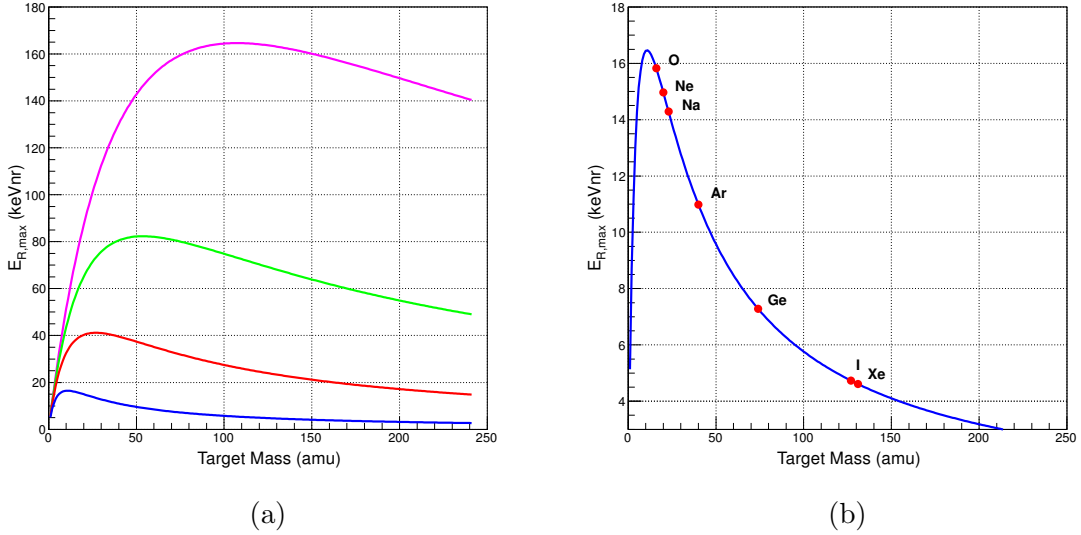 180
160
140
120
100
80
60
40
20
0
E_R,max (keVnr)
0 50 100 150 200 250
Target Mass (amu)
(a)
18
16
14
12
10
8
6
4
E_R,max (keVnr)
O
Ne
Na
Ar
Ge
I
Xe
0 50 100 150 200 250
Target Mass (amu)
(b)